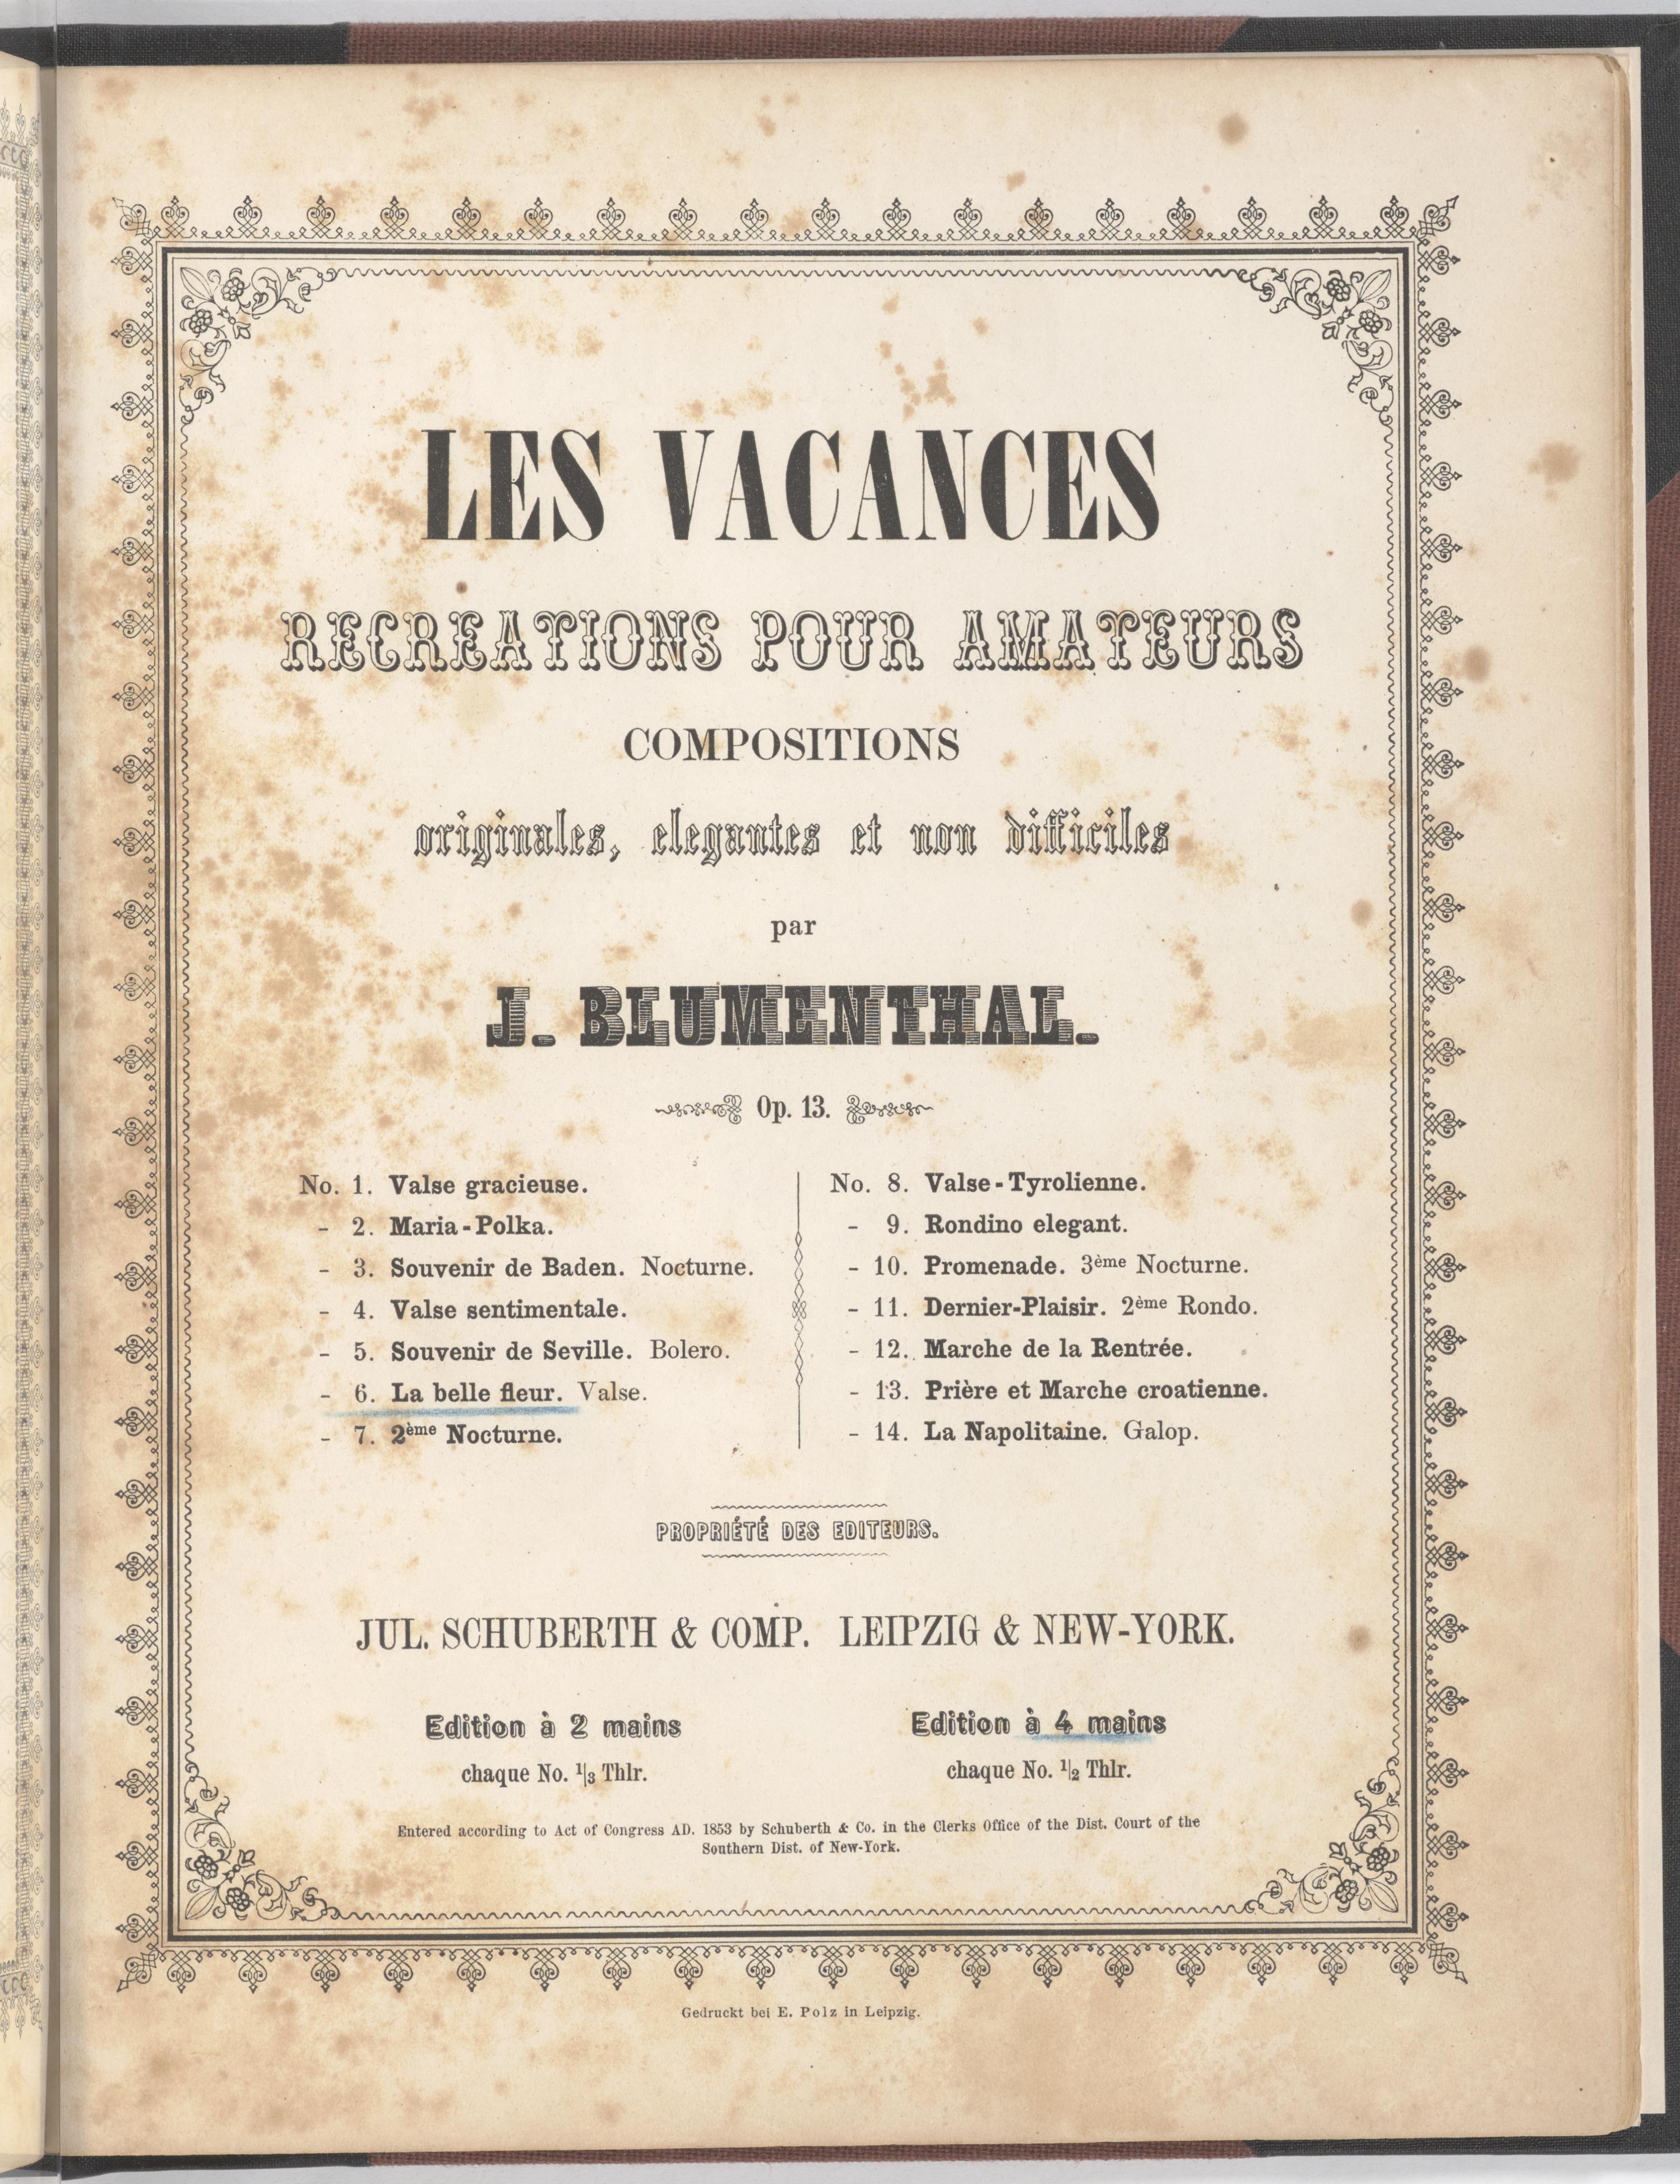 LES VACANCES
RECREATIONS POUR AMATEURS
COMPOSITIONS
originales, elegantes et non difficiles
par
J. BLUMENTHAL.
Op. 13.
No. 1. Valse gracieuse.
- 2. Maria-Polka.
- 3. Souvenir de Baden. Nocturne.
- 4. Valse sentimentale.
- 5. Souvenir de Seville. Bolero.
- 6. La belle fleur. Valse.
- 7. 2ème Nocturne.
No. 8. Valse-Tyrolienne.
- 9. Rondino elegant.
- 10. Promenade. 3ème Nocturne.
- 11. Dernier-Plaisir. 2ème Rondo.
- 12. Marche de la Rentrée.
- 13. Prière et Marche croatienne.
- 14. La Napolitaine. Galop.
PROPRIÉTÉ DES EDITEURS.
JUL. SCHUBERTH & COMP. LEIPZIG & NEW-YORK.
Edition à 2 mains
chaque No. 1/3 Thlr.
Edition à 4 mains
chaque No. 1/2 Thlr.
Entered according to Act of Congress AD. 1853 by Schuberth & Co. in the Clerks Office of the Dist. Court of the
Southern Dist. of New-York.
Gedruckt bei E. Polz in Leipzig.